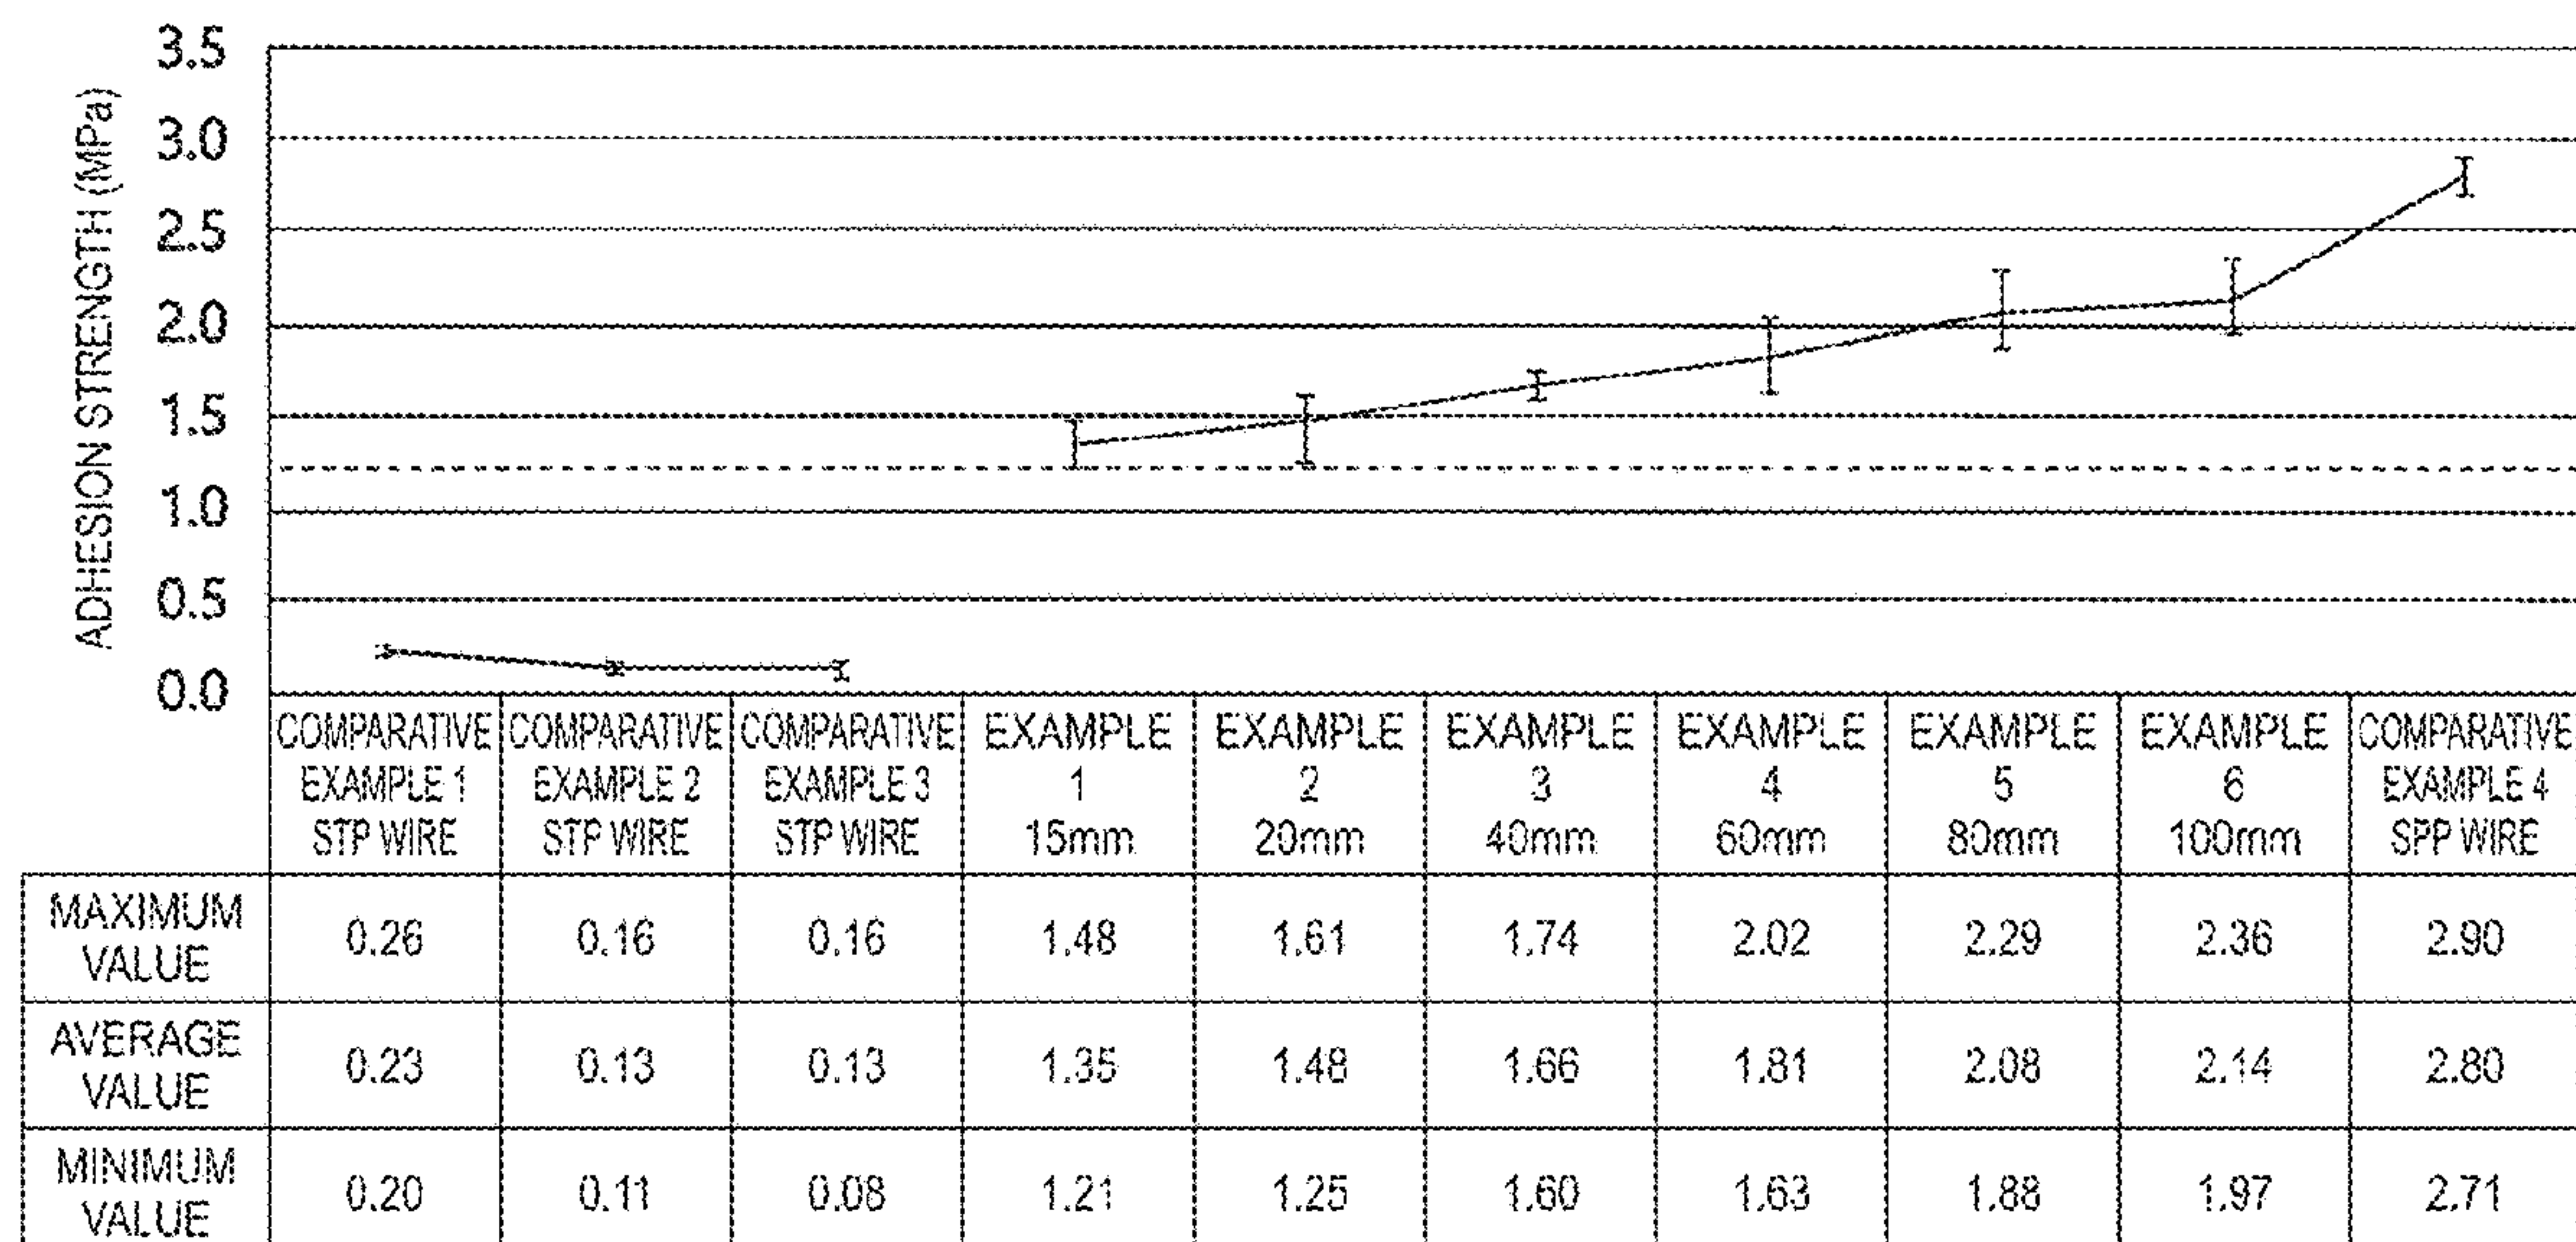 3.5
3.0
2.5
2.0
1.5
1.0
0.5
0.0
ADHESION STRENGTH (MPa)
COMPARATIVE EXAMPLE 1 STP WIRE
COMPARATIVE EXAMPLE 2 STP WIRE
COMPARATIVE EXAMPLE 3 STP WIRE
EXAMPLE 1 15mm
EXAMPLE 2 20mm
EXAMPLE 3 40mm
EXAMPLE 4 60mm
EXAMPLE 5 80mm
EXAMPLE 6 100mm
COMPARATIVE EXAMPLE 4 SPP WIRE
MAXIMUM VALUE 0.26 0.16 0.16 1.48 1.61 1.74 2.02 2.29 2.36 2.90
AVERAGE VALUE 0.23 0.13 0.13 1.35 1.48 1.66 1.81 2.08 2.14 2.80
MINIMUM VALUE 0.20 0.11 0.08 1.21 1.25 1.60 1.63 1.88 1.97 2.71